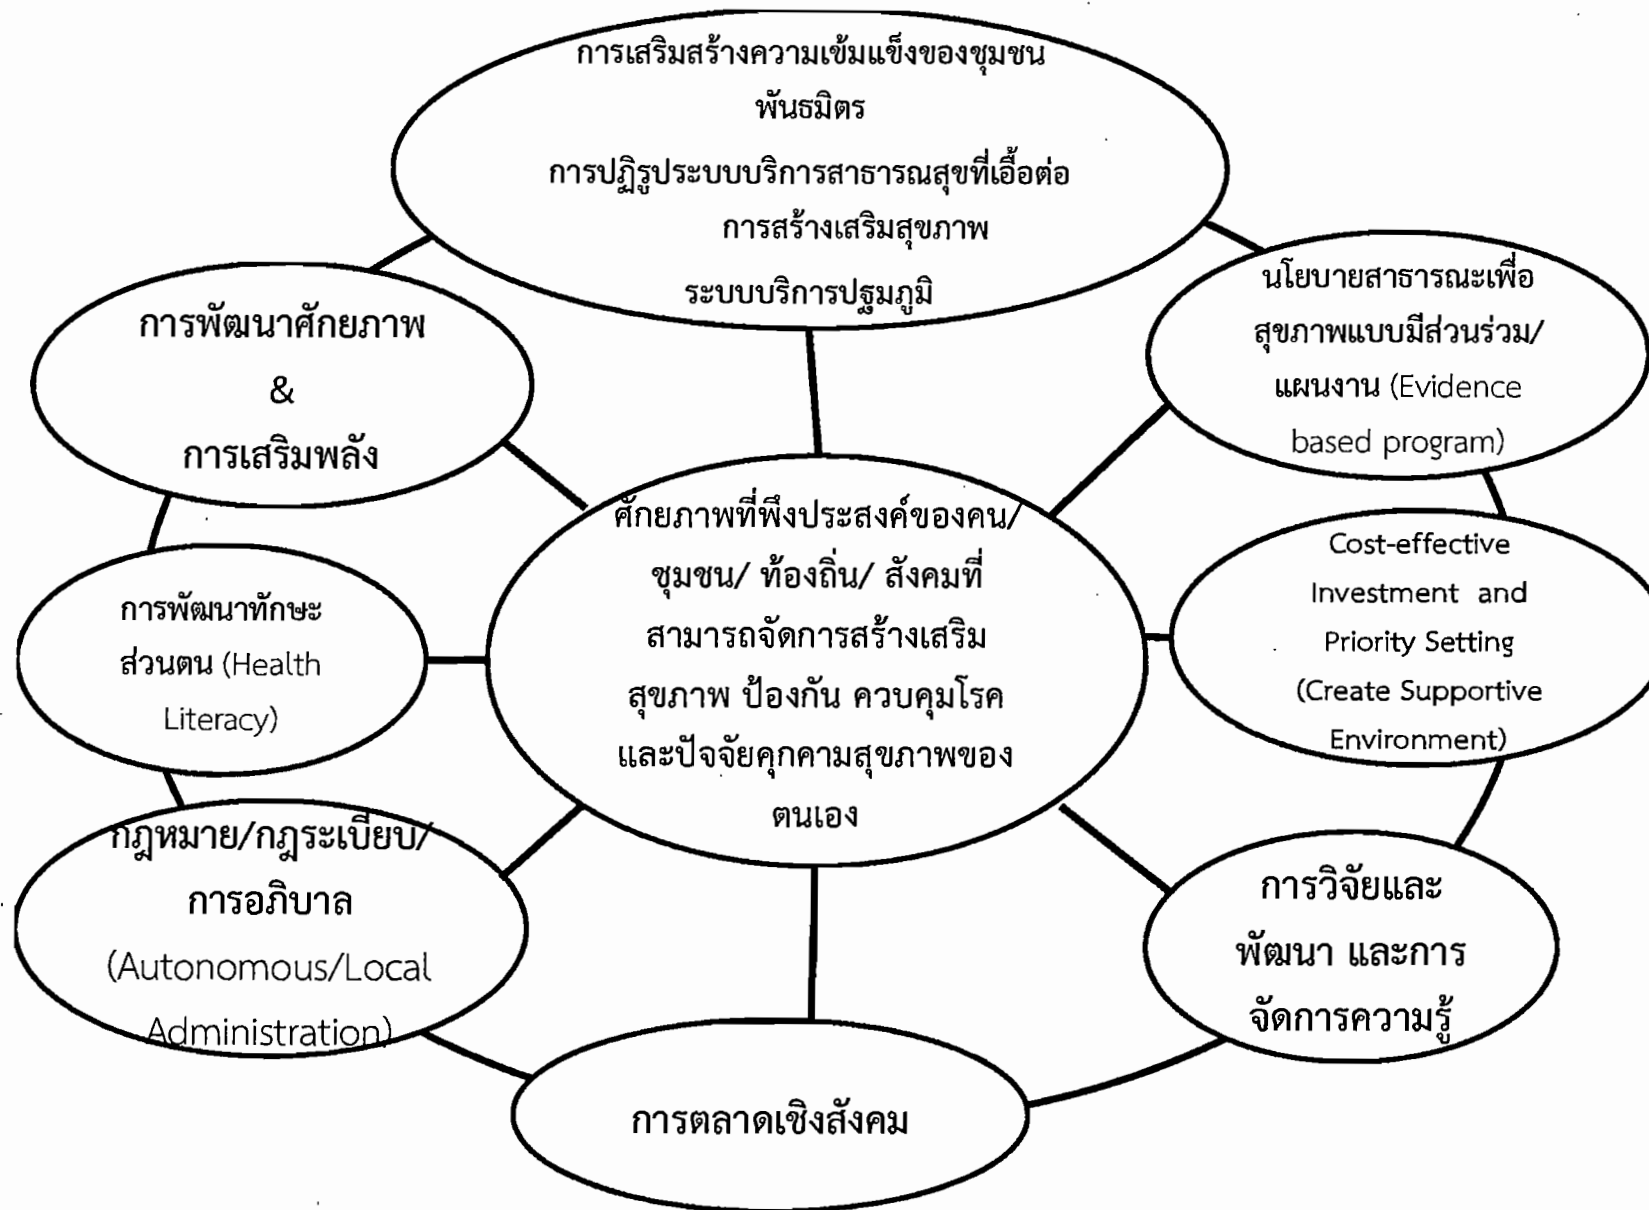 การเสริมสร้างความเข้มแข็งของชุมชน
พันธมิตร
การปฏิรูประบบบริการสาธารณสุขที่เอื้อต่อ
การสร้างเสริมสุขภาพ
ระบบบริการปฐมภูมิ
นโยบายสาธารณะเพื่อ
สุขภาพแบบมีส่วนร่วม/
แผนงาน (Evidence
based program)
การพัฒนาศักยภาพ
&
การเสริมพลัง
ศักยภาพที่พึงประสงค์ของคน/
ชุมชน/ ท้องถิ่น/ สังคมที่
สามารถจัดการสร้างเสริม
สุขภาพ ป้องกัน ควบคุมโรค
และปัจจัยคุกคามสุขภาพของ
ตนเอง
Cost-effective
Investment and
Priority Setting
(Create Supportive
Environment)
การพัฒนาทักษะ
ส่วนตน (Health
Literacy)
กฎหมาย/กฎระเบียบ/
การอภิบาล
(Autonomous/Local
Administration)
การวิจัยและ
พัฒนา และการ
จัดการความรู้
การตลาดเชิงสังคม